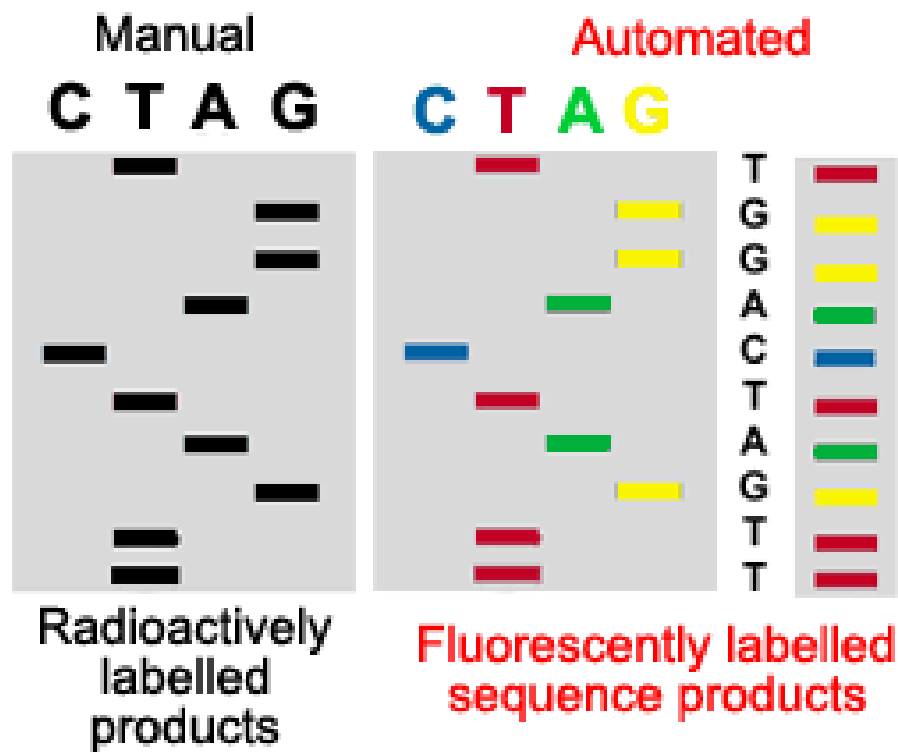 Manual
Automated
C T A G
C T A G
T
G
G
A
C
T
A
G
T
T
Radioactively
labelled
products
Fluorescently labelled
sequence products